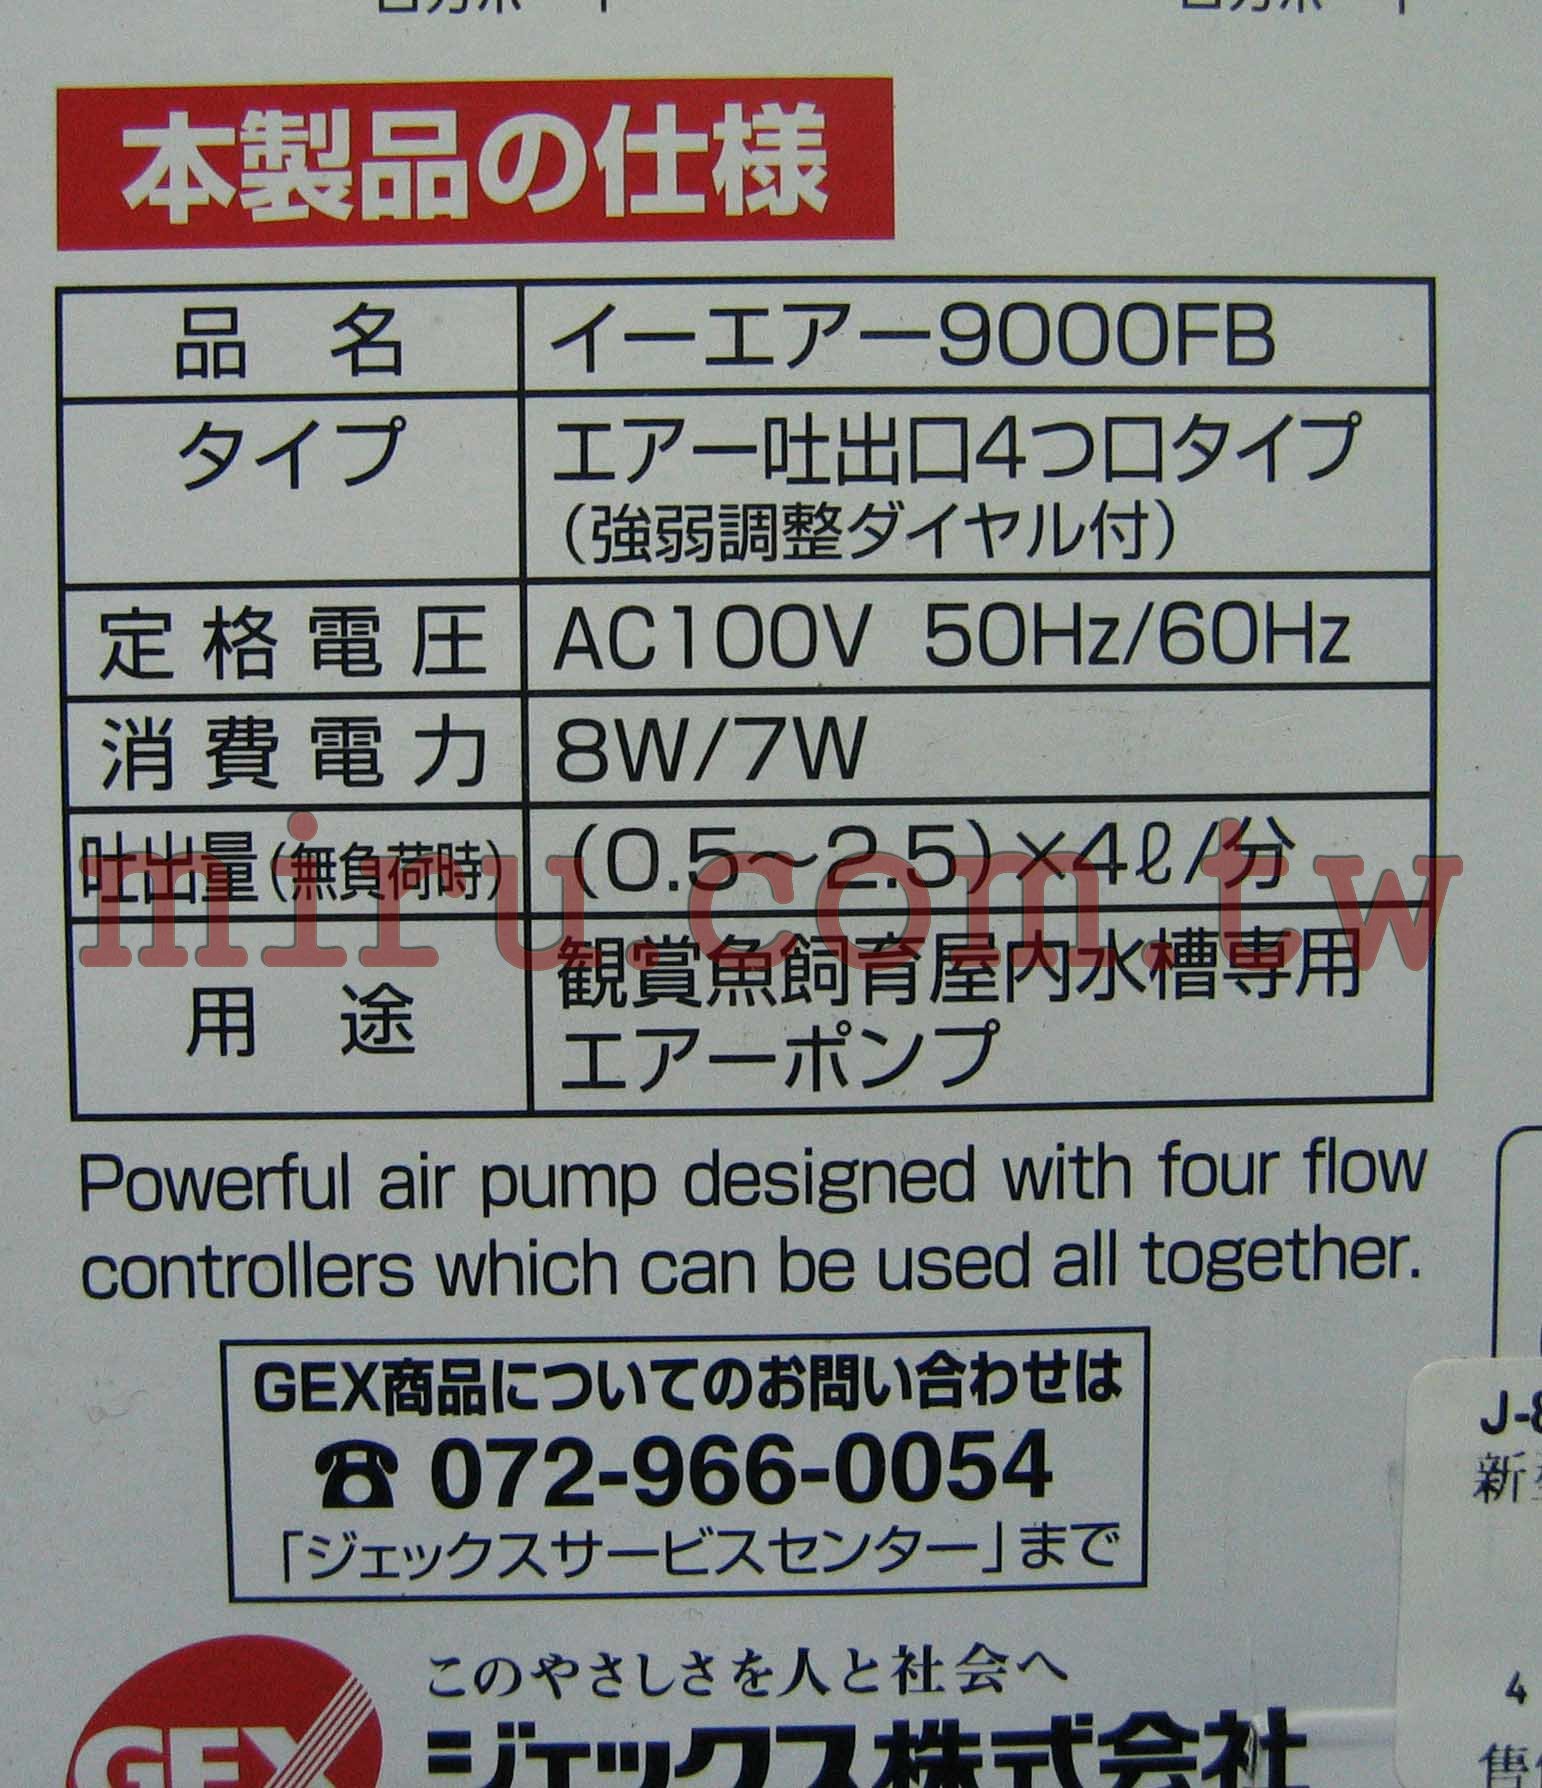 本製品の仕様
品 名 イーエアー9000FB
タイプ エアー吐出口4つ口タイプ
（強弱調整ダイヤル付）
定格電圧 AC100V 50Hz/60Hz
消費電力 8W/7W
吐出量（無負荷時） （0.5〜2.5）×4ℓ/分
miru.com.tw
用 途 観賞魚飼育屋内水槽専用
エアーポンプ
Powerful air pump designed with four flow
controllers which can be used all together.
GEX商品についてのお問い合わせは
☎ 072-966-0054
「ジェックスサービスセンター」まで
J-8
新
このやさしさを人と社会へ
4
GEX ジェックス株式会社
售